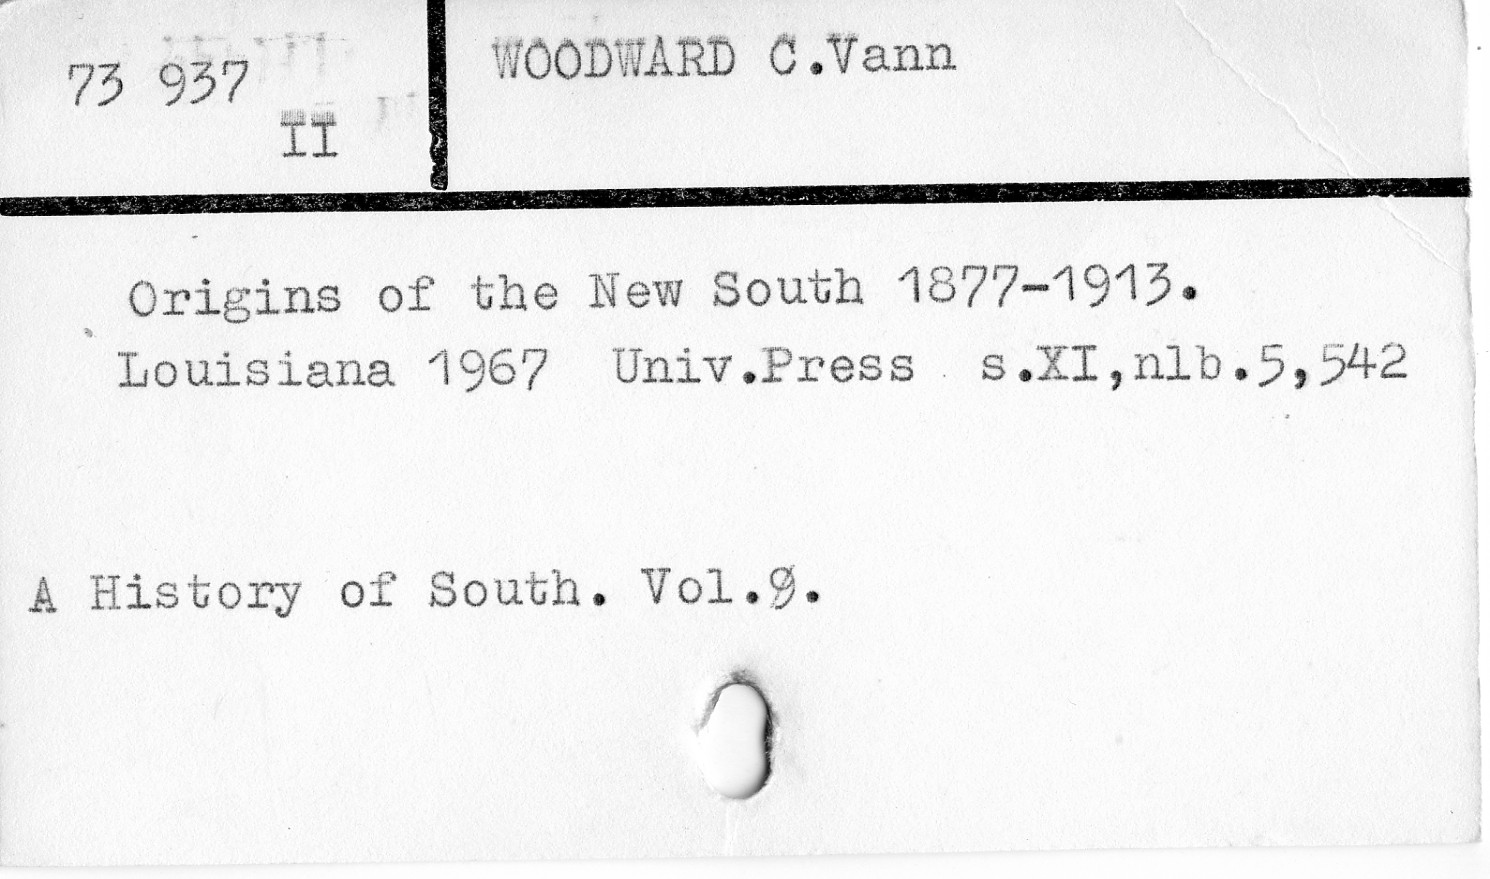 73 937
II
WOODWARD C.Vann
Origins of the New South 1877-1913.
Louisiana 1967 Univ.Press s.XI,nlb.5,542
A History of South. Vol.9.